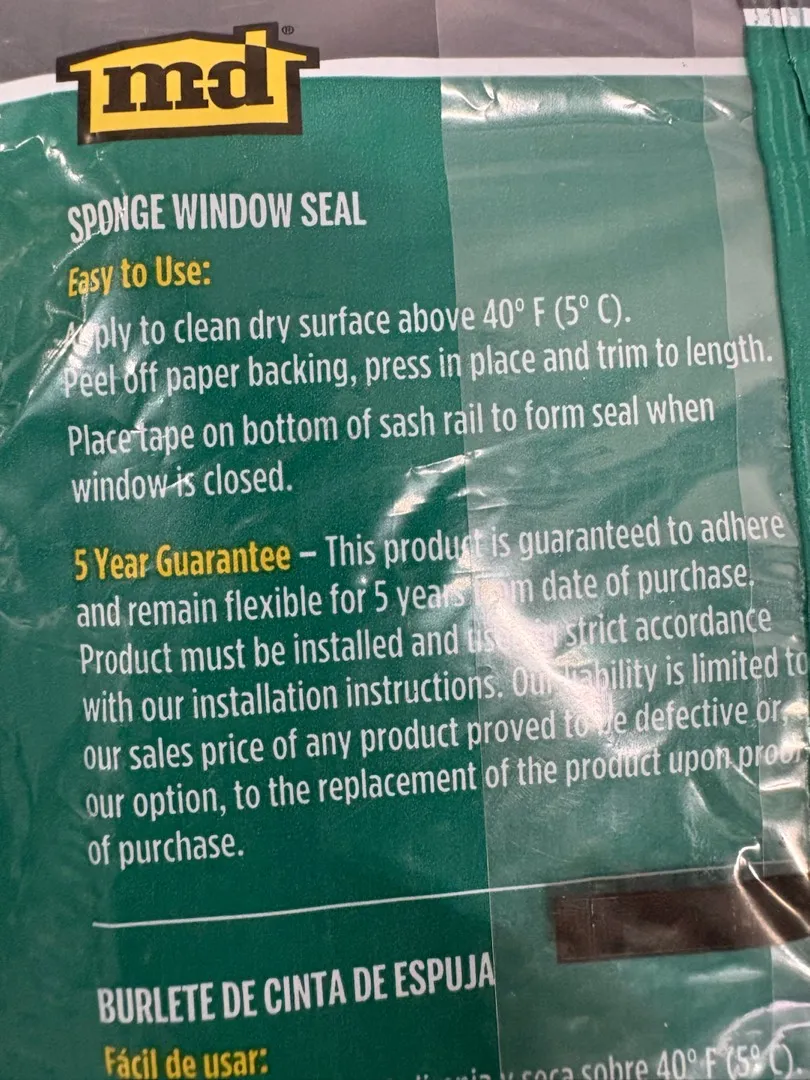 m-d®
SPONGE WINDOW SEAL
Easy to Use:
Apply to clean dry surface above 40° F (5° C).
Peel off paper backing, press in place and trim to length.
Place tape on bottom of sash rail to form seal when
window is closed.
5 Year Guarantee – This product is guaranteed to adhere
and remain flexible for 5 years from date of purchase.
Product must be installed and used in strict accordance
with our installation instructions. Our liability is limited to
our sales price of any product proved to be defective or
our option, to the replacement of the product upon proof
of purchase.
BURLETE DE CINTA DE ESPUJA
Fácil de usar:
y seca sobre 40° F (5° C).